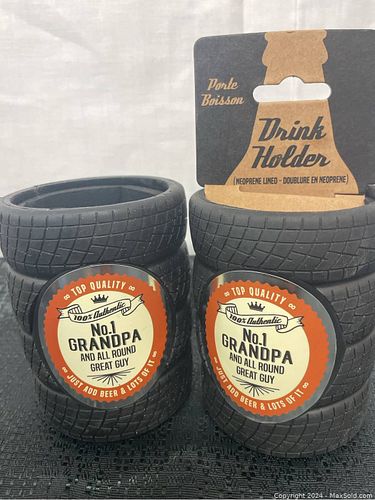 Porte
Boisson
Drink
Holder
(NEOPRENE LINED - DOUBLURE EN NEOPRENE)
∞ TOP QUALITY ∞
100% Authentic
No.1
GRANDPA
AND ALL ROUND
GREAT GUY
∞ JUST ADD BEER & LOTS OF IT ∞
∞ TOP QUALITY ∞
100% Authentic
No.1
GRANDPA
AND ALL ROUND
GREAT GUY
∞ JUST ADD BEER & LOTS OF IT ∞
Copyright 2024 - MaxSold.com